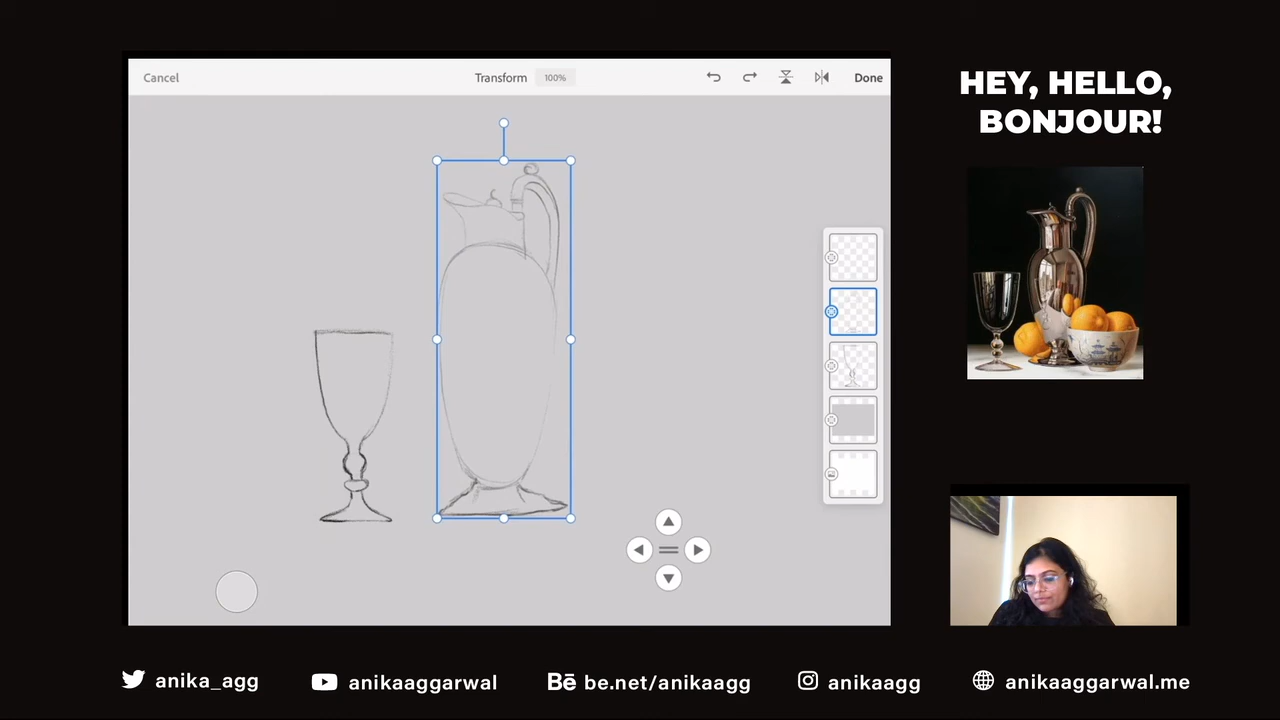 Cancel
Transform 100%
Done
HEY, HELLO,
BONJOUR!
anika_agg
anikaaggarwal
Bē be.net/anikaagg
anikaagg
anikaaggarwal.me